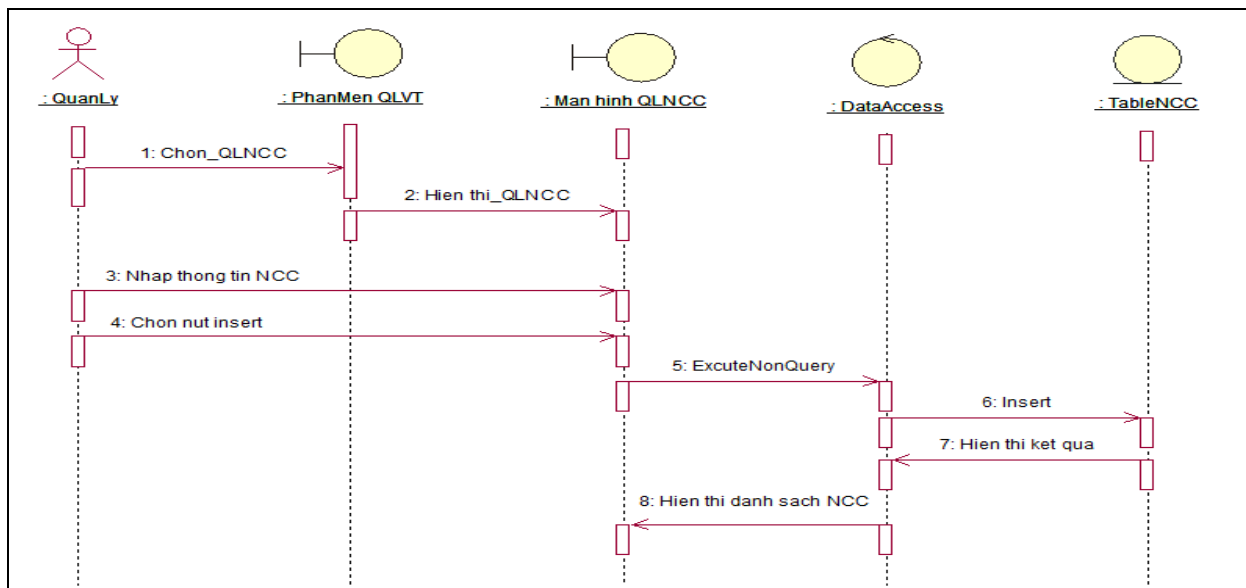 : QuanLy
: PhanMen QLVT
: Man hinh QLNCC
: DataAccess
: TableNCC
1: Chon_QLNCC
2: Hien thi_QLNCC
3: Nhap thong tin NCC
4: Chon nut insert
5: ExcuteNonQuery
6: Insert
7: Hien thi ket qua
8: Hien thi danh sach NCC